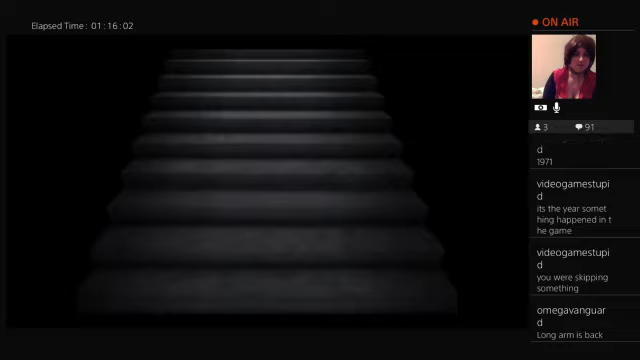 Elapsed Time : 01:16:02
ON AIR
3 91
d
1971
videogamestupi
d
its the year somet
hing happened in t
he game
videogamestupi
d
you were skipping
something
omegavanguar
d
Long arm is back